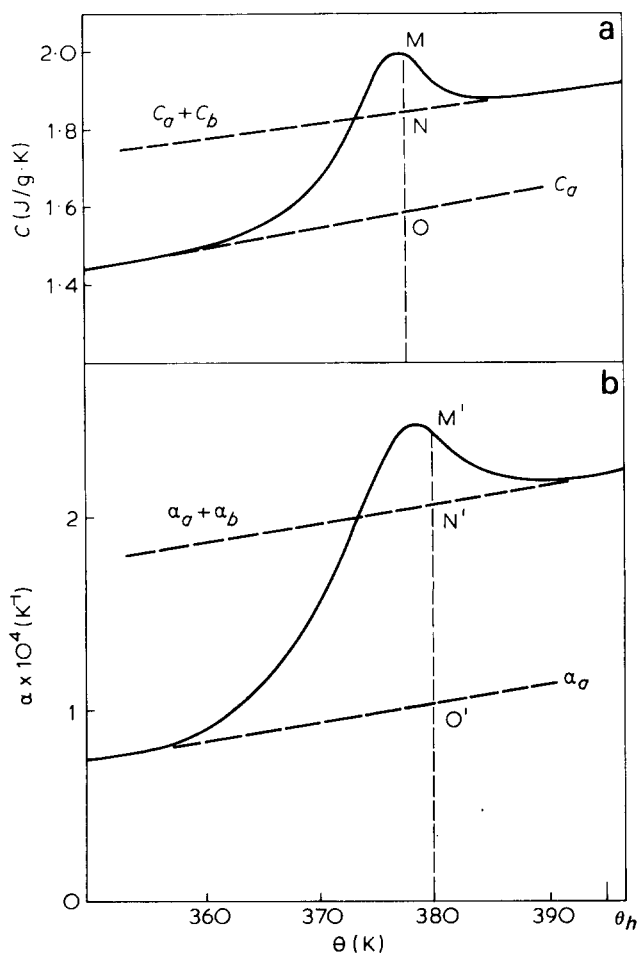 a
2·0
M
C_a + C_b
1·8
N
C_a
C (J/g·K)
1·6
O
1·4
b
M'
2
α_a + α_b
N'
α × 10⁴ (K⁻¹)
α_a
1
O'
0
360 370 380 390 θ_h
θ (K)